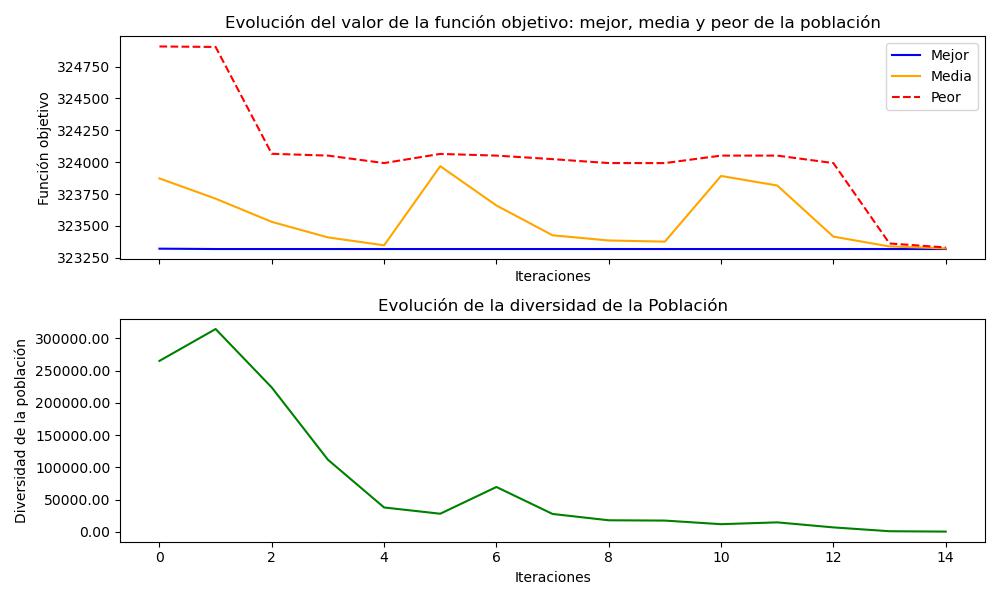 Evolución del valor de la función objetivo: mejor, media y peor de la población
Función objetivo
324750
324500
324250
324000
323750
323500
323250
Mejor
Media
Peor
Iteraciones
Evolución de la diversidad de la Población
Diversidad de la población
300000.00
250000.00
200000.00
150000.00
100000.00
50000.00
0.00
0 2 4 6 8 10 12 14
Iteraciones